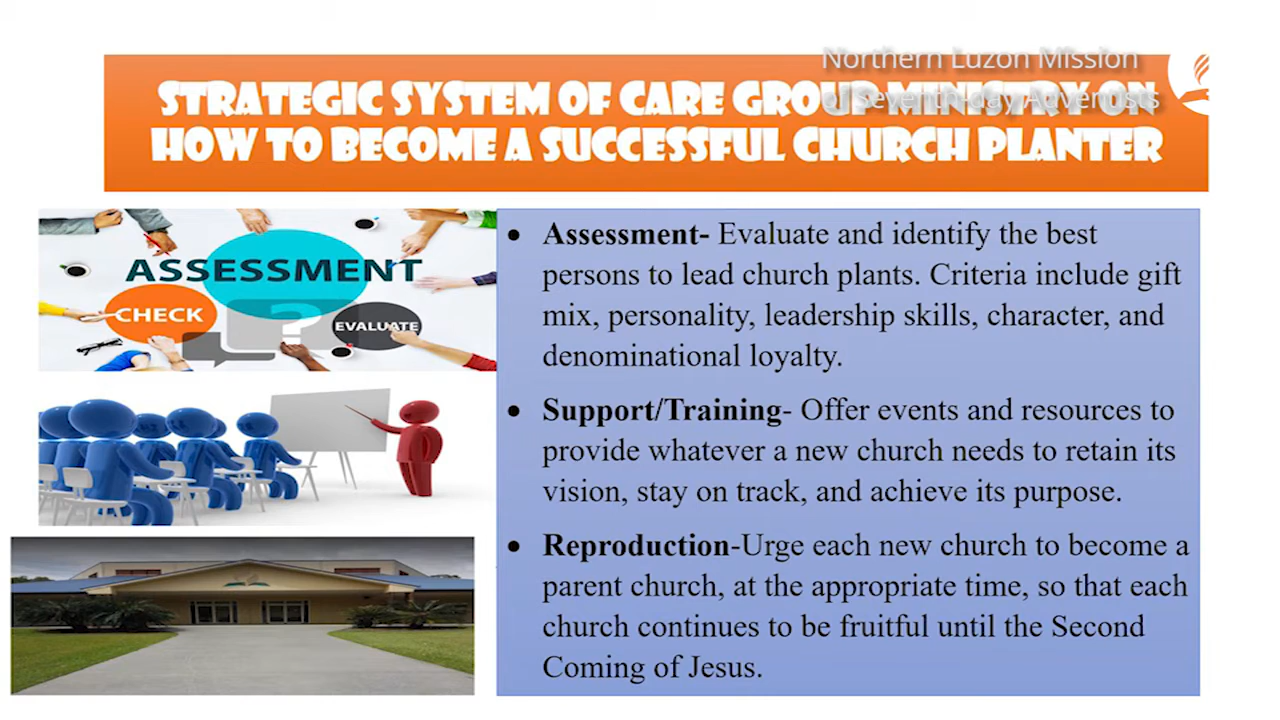 Northern Luzon Mission
of Seventh-day Adventists
STRATEGIC SYSTEM OF CARE GROUP MINISTRY ON
HOW TO BECOME A SUCCESSFUL CHURCH PLANTER
ASSESSMENT
CHECK
?
EVALUATE
• Assessment- Evaluate and identify the best
persons to lead church plants. Criteria include gift
mix, personality, leadership skills, character, and
denominational loyalty.
• Support/Training- Offer events and resources to
provide whatever a new church needs to retain its
vision, stay on track, and achieve its purpose.
• Reproduction-Urge each new church to become a
parent church, at the appropriate time, so that each
church continues to be fruitful until the Second
Coming of Jesus.